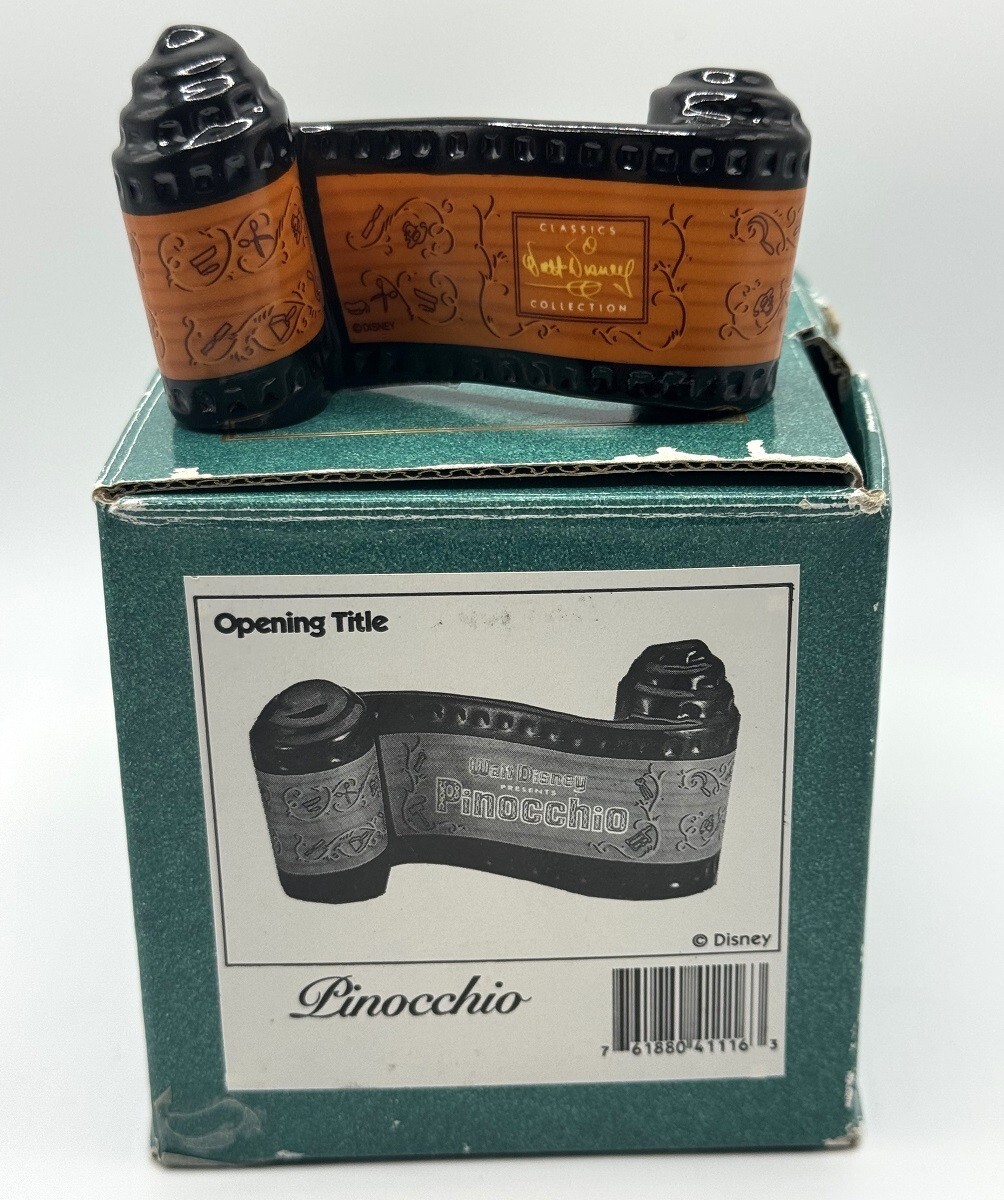 CLASSICS
Walt Disney
COLLECTION
© DISNEY
Opening Title
Walt Disney
PRESENTS
Pinocchio
© Disney
Pinocchio
7 61880 41116 3